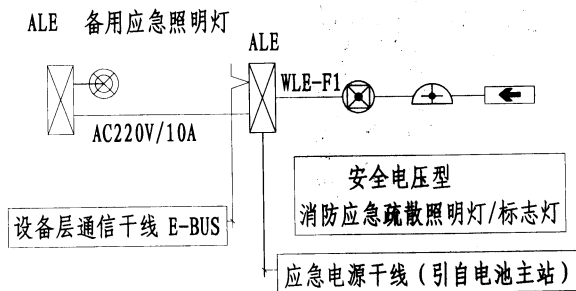 ALE 备用应急照明灯
ALE
WLE-F1
AC220V/10A
安全电压型
消防应急疏散照明灯/标志灯
设备层通信干线 E-BUS
应急电源干线(引自电池主站)